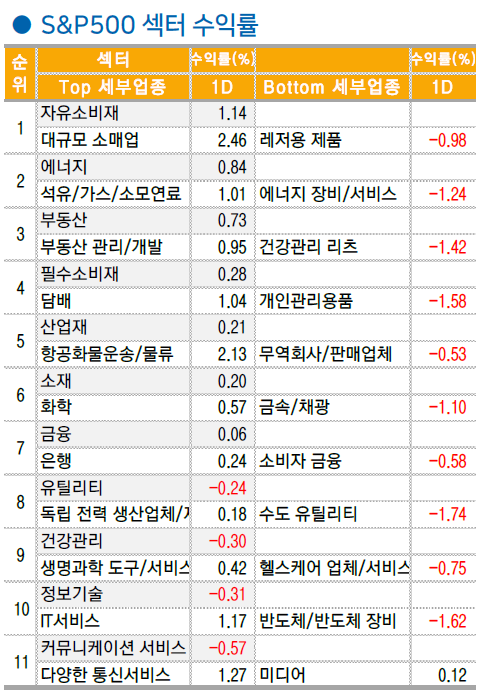 ● S&P500 섹터 수익률
순위 섹터 수익률(%) 수익률(%)
Top 세부업종 1D Bottom 세부업종 1D
1 자유소비재 1.14
대규모 소매업 2.46 레저용 제품 -0.98
2 에너지 0.84
석유/가스/소모연료 1.01 에너지 장비/서비스 -1.24
3 부동산 0.73
부동산 관리/개발 0.95 건강관리 리츠 -1.42
4 필수소비재 0.28
담배 1.04 개인관리용품 -1.58
5 산업재 0.21
항공화물운송/물류 2.13 무역회사/판매업체 -0.53
6 소재 0.20
화학 0.57 금속/채광 -1.10
7 금융 0.06
은행 0.24 소비자 금융 -0.58
8 유틸리티 -0.24
독립 전력 생산업체/ 0.18 수도 유틸리티 -1.74
9 건강관리 -0.30
생명과학 도구/서비스 0.42 헬스케어 업체/서비스 -0.75
10 정보기술 -0.31
IT서비스 1.17 반도체/반도체 장비 -1.62
11 커뮤니케이션 서비스 -0.57
다양한 통신서비스 1.27 미디어 0.12